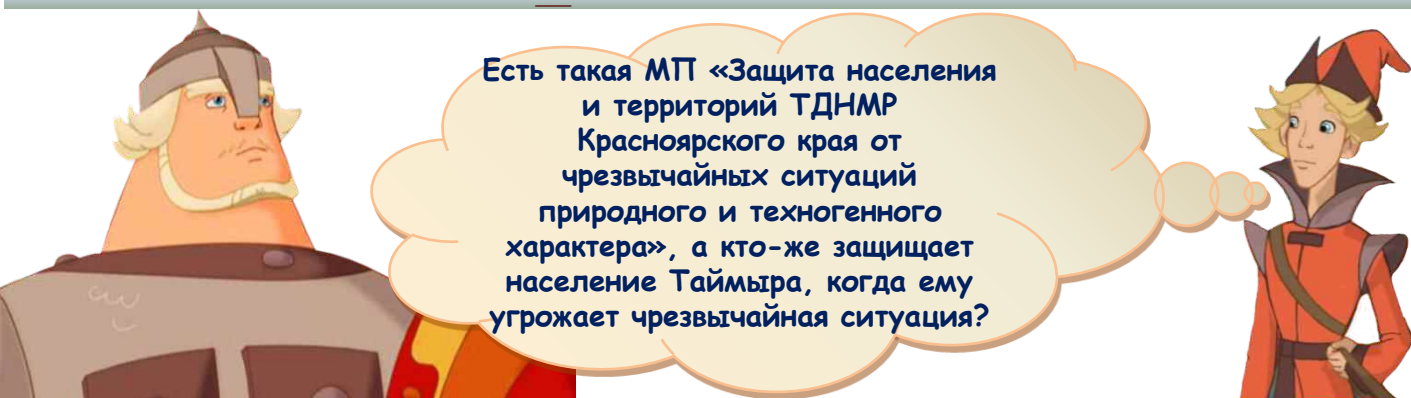 Есть такая МП «Защита населения
и территорий ТДНМР
Красноярского края от
чрезвычайных ситуаций
природного и техногенного
характера», а кто-же защищает
население Таймыра, когда ему
угрожает чрезвычайная ситуация?